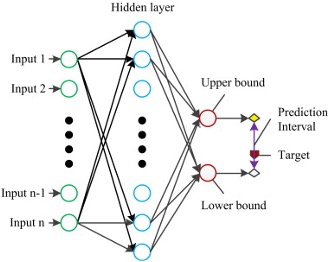 Hidden layer
Input 1
Input 2
Input n-1
Input n
Upper bound
Lower bound
Prediction
Interval
Target